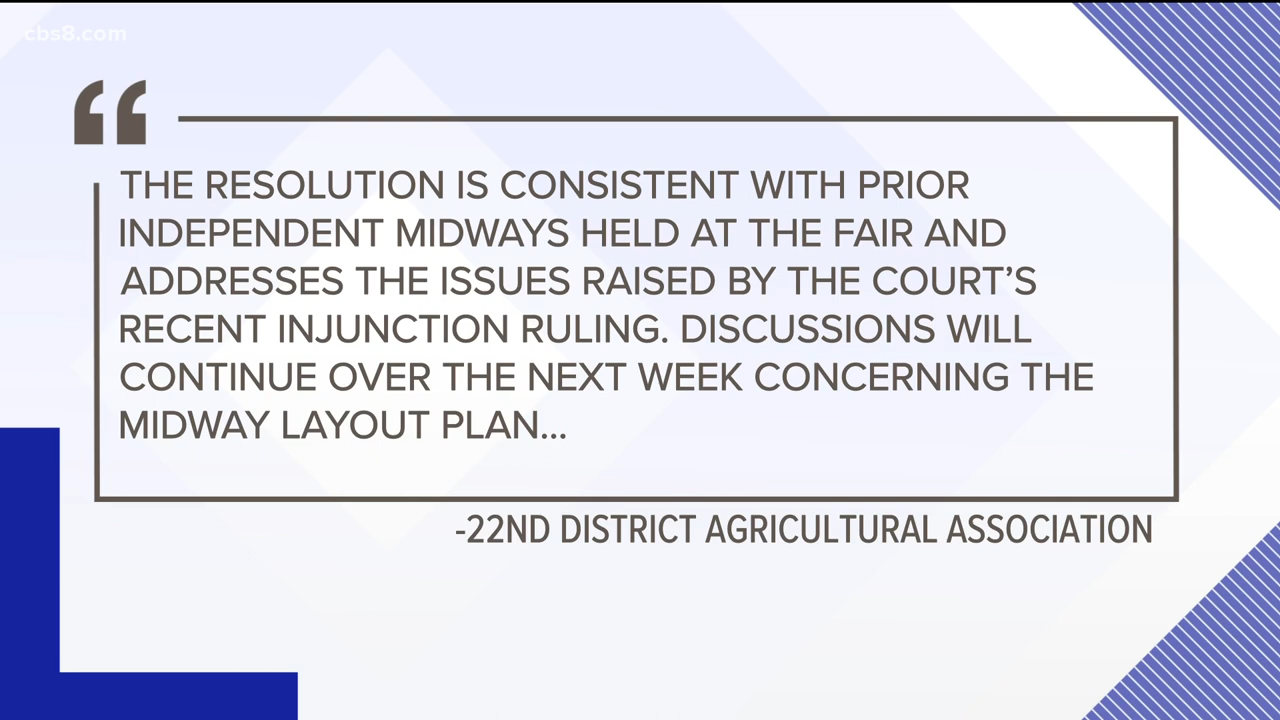 cbs8.com
“
THE RESOLUTION IS CONSISTENT WITH PRIOR
INDEPENDENT MIDWAYS HELD AT THE FAIR AND
ADDRESSES THE ISSUES RAISED BY THE COURT’S
RECENT INJUNCTION RULING. DISCUSSIONS WILL
CONTINUE OVER THE NEXT WEEK CONCERNING THE
MIDWAY LAYOUT PLAN...
-22ND DISTRICT AGRICULTURAL ASSOCIATION